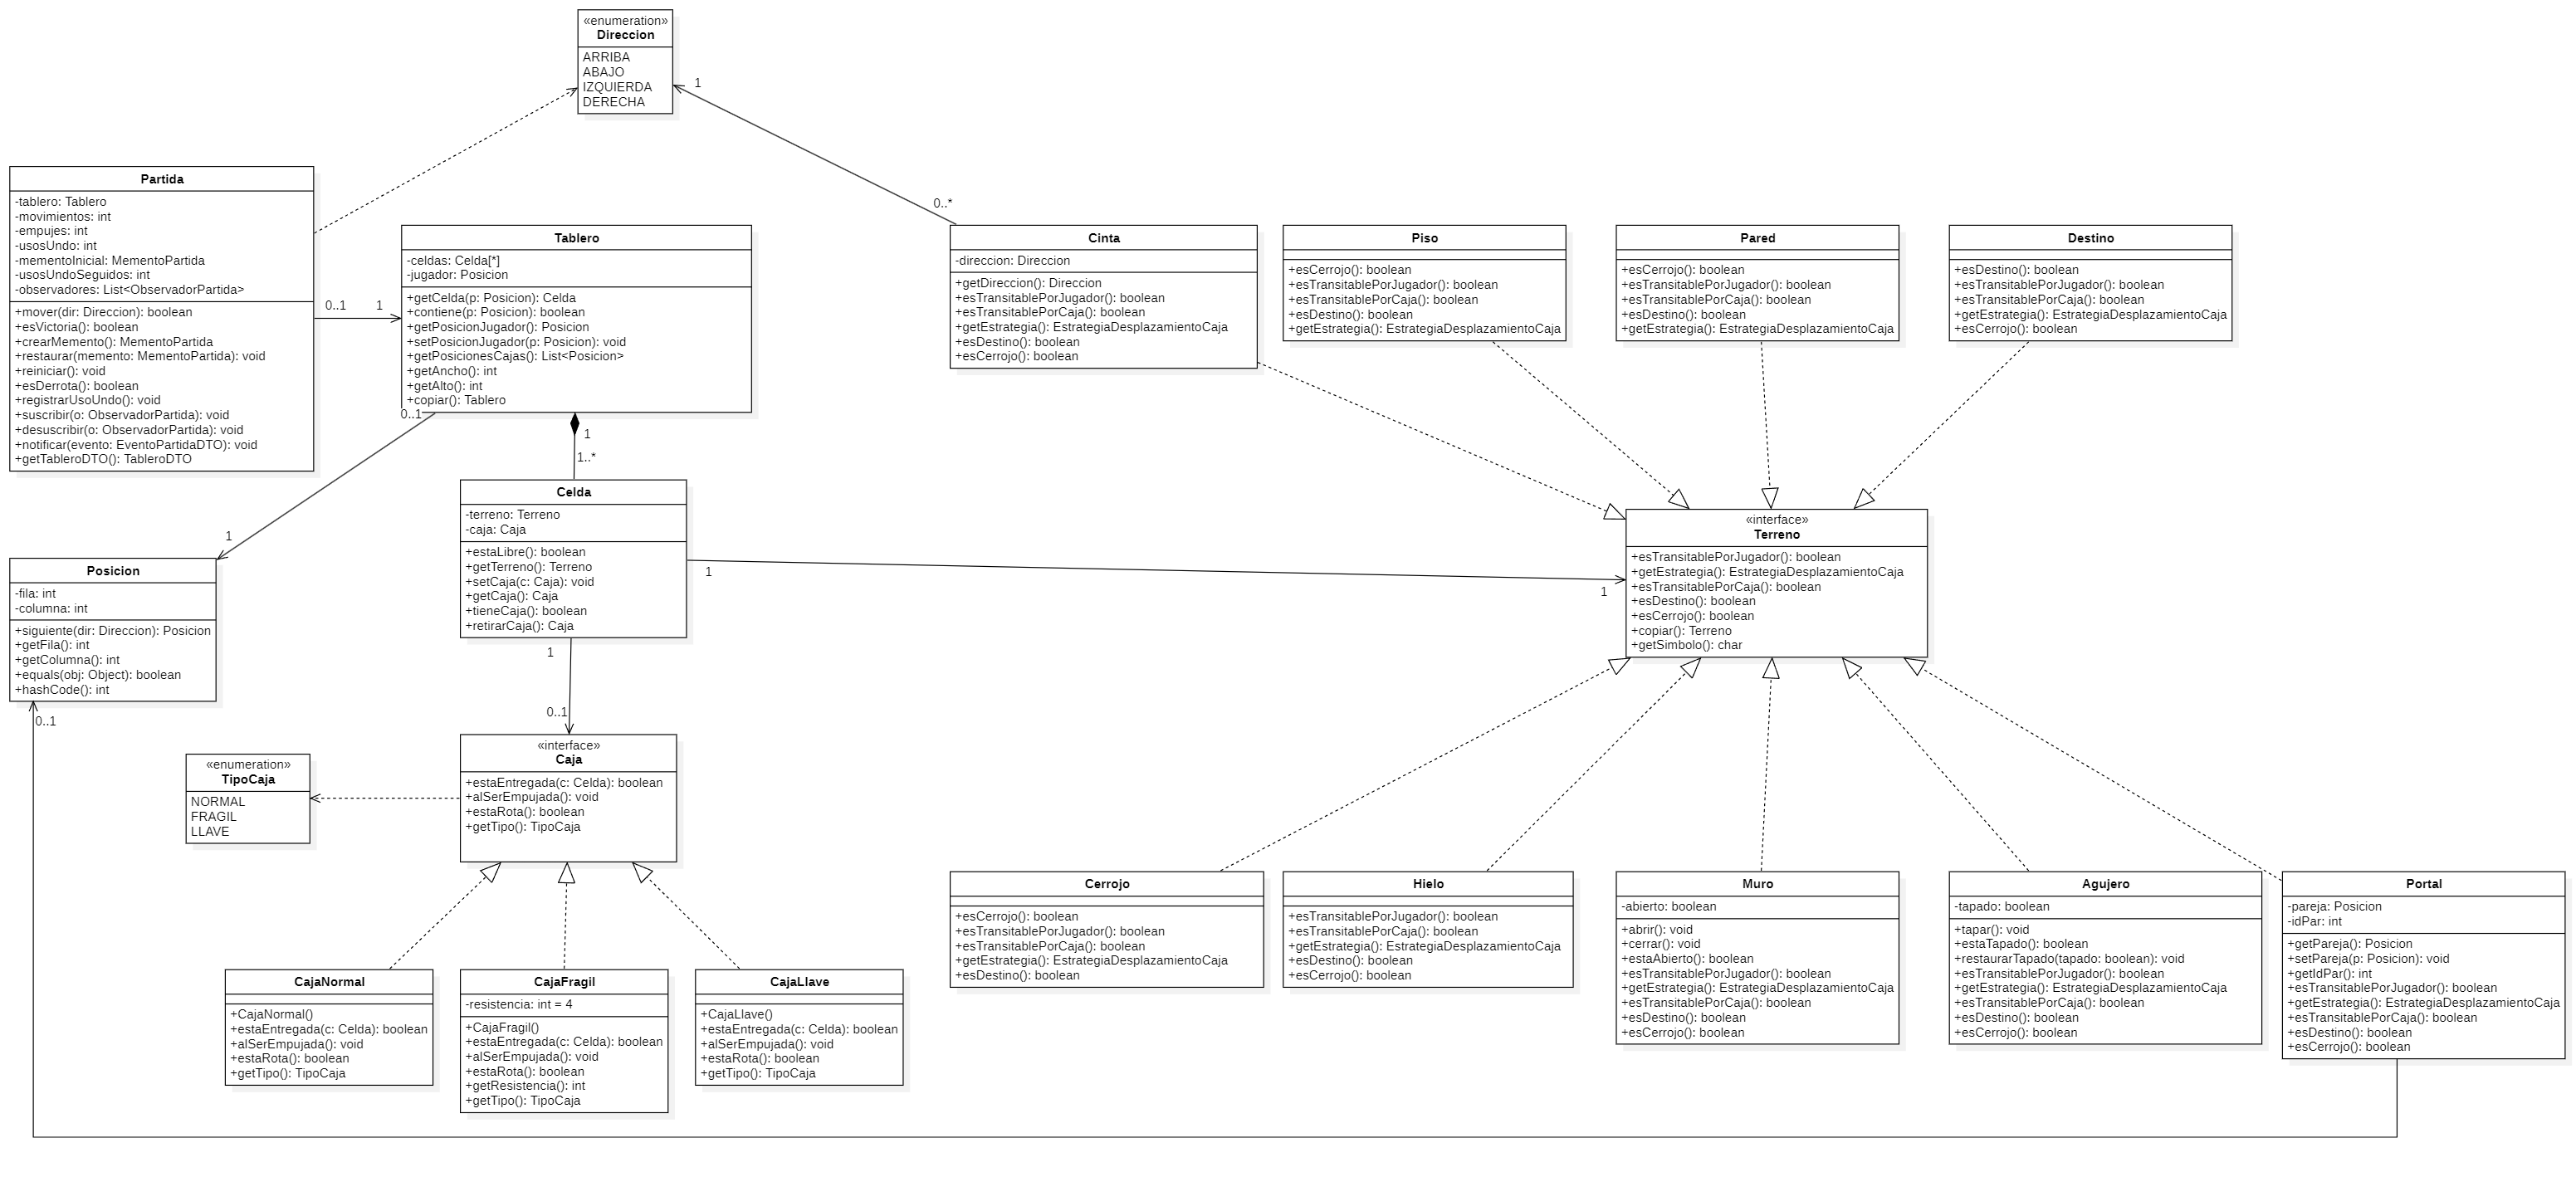 «enumeration»
Direccion
ARRIBA
ABAJO
IZQUIERDA
DERECHA
1
0..*
Partida
-tablero: Tablero
-movimientos: int
-empujes: int
-usosUndo: int
-mementoInicial: MementoPartida
-usosUndoSeguidos: int
-observadores: List<ObservadorPartida>
+mover(dir: Direccion): boolean
+esVictoria(): boolean
+crearMemento(): MementoPartida
+restaurar(memento: MementoPartida): void
+reiniciar(): void
+esDerrota(): boolean
+registrarUsoUndo(): void
+suscribir(o: ObservadorPartida): void
+desuscribir(o: ObservadorPartida): void
+notificar(evento: EventoPartidaDTO): void
+getTableroDTO(): TableroDTO
0..1
1
Tablero
-celdas: Celda[*]
-jugador: Posicion
+getCelda(p: Posicion): Celda
+contiene(p: Posicion): boolean
+getPosicionJugador(): Posicion
+setPosicionJugador(p: Posicion): void
+getPosicionesCajas(): List<Posicion>
+getAncho(): int
+getAlto(): int
+copiar(): Tablero
0..1
1
1..*
1
Cinta
-direccion: Direccion
+getDireccion(): Direccion
+esTransitablePorJugador(): boolean
+esTransitablePorCaja(): boolean
+getEstrategia(): EstrategiaDesplazamientoCaja
+esDestino(): boolean
+esCerrojo(): boolean
Piso
+esCerrojo(): boolean
+esTransitablePorJugador(): boolean
+esTransitablePorCaja(): boolean
+esDestino(): boolean
+getEstrategia(): EstrategiaDesplazamientoCaja
Pared
+esCerrojo(): boolean
+esTransitablePorJugador(): boolean
+esTransitablePorCaja(): boolean
+esDestino(): boolean
+getEstrategia(): EstrategiaDesplazamientoCaja
Destino
+esDestino(): boolean
+esTransitablePorJugador(): boolean
+esTransitablePorCaja(): boolean
+getEstrategia(): EstrategiaDesplazamientoCaja
+esCerrojo(): boolean
Celda
-terreno: Terreno
-caja: Caja
+estaLibre(): boolean
+getTerreno(): Terreno
+setCaja(c: Caja): void
+getCaja(): Caja
+tieneCaja(): boolean
+retirarCaja(): Caja
1
1
1
0..1
«interface»
Terreno
+esTransitablePorJugador(): boolean
+getEstrategia(): EstrategiaDesplazamientoCaja
+esTransitablePorCaja(): boolean
+esDestino(): boolean
+esCerrojo(): boolean
+copiar(): Terreno
+getSimbolo(): char
Posicion
-fila: int
-columna: int
+siguiente(dir: Direccion): Posicion
+getFila(): int
+getColumna(): int
+equals(obj: Object): boolean
+hashCode(): int
0..1
«enumeration»
TipoCaja
NORMAL
FRAGIL
LLAVE
«interface»
Caja
+estaEntregada(c: Celda): boolean
+alSerEmpujada(): void
+estaRota(): boolean
+getTipo(): TipoCaja
CajaNormal
+CajaNormal()
+estaEntregada(c: Celda): boolean
+alSerEmpujada(): void
+estaRota(): boolean
+getTipo(): TipoCaja
CajaFragil
-resistencia: int = 4
+CajaFragil()
+estaEntregada(c: Celda): boolean
+alSerEmpujada(): void
+estaRota(): boolean
+getResistencia(): int
+getTipo(): TipoCaja
CajaLlave
+CajaLlave()
+estaEntregada(c: Celda): boolean
+alSerEmpujada(): void
+estaRota(): boolean
+getTipo(): TipoCaja
Cerrojo
+esCerrojo(): boolean
+esTransitablePorJugador(): boolean
+esTransitablePorCaja(): boolean
+getEstrategia(): EstrategiaDesplazamientoCaja
+esDestino(): boolean
Hielo
+esTransitablePorJugador(): boolean
+esTransitablePorCaja(): boolean
+getEstrategia(): EstrategiaDesplazamientoCaja
+esDestino(): boolean
+esCerrojo(): boolean
Muro
-abierto: boolean
+abrir(): void
+cerrar(): void
+estaAbierto(): boolean
+esTransitablePorJugador(): boolean
+getEstrategia(): EstrategiaDesplazamientoCaja
+esTransitablePorCaja(): boolean
+esDestino(): boolean
+esCerrojo(): boolean
Agujero
-tapado: boolean
+tapar(): void
+estaTapado(): boolean
+restaurarTapado(tapado: boolean): void
+esTransitablePorJugador(): boolean
+getEstrategia(): EstrategiaDesplazamientoCaja
+esTransitablePorCaja(): boolean
+esDestino(): boolean
+esCerrojo(): boolean
Portal
-pareja: Posicion
-idPar: int
+getPareja(): Posicion
+setPareja(p: Posicion): void
+getIdPar(): int
+esTransitablePorJugador(): boolean
+getEstrategia(): EstrategiaDesplazamientoCaja
+esTransitablePorCaja(): boolean
+esDestino(): boolean
+esCerrojo(): boolean